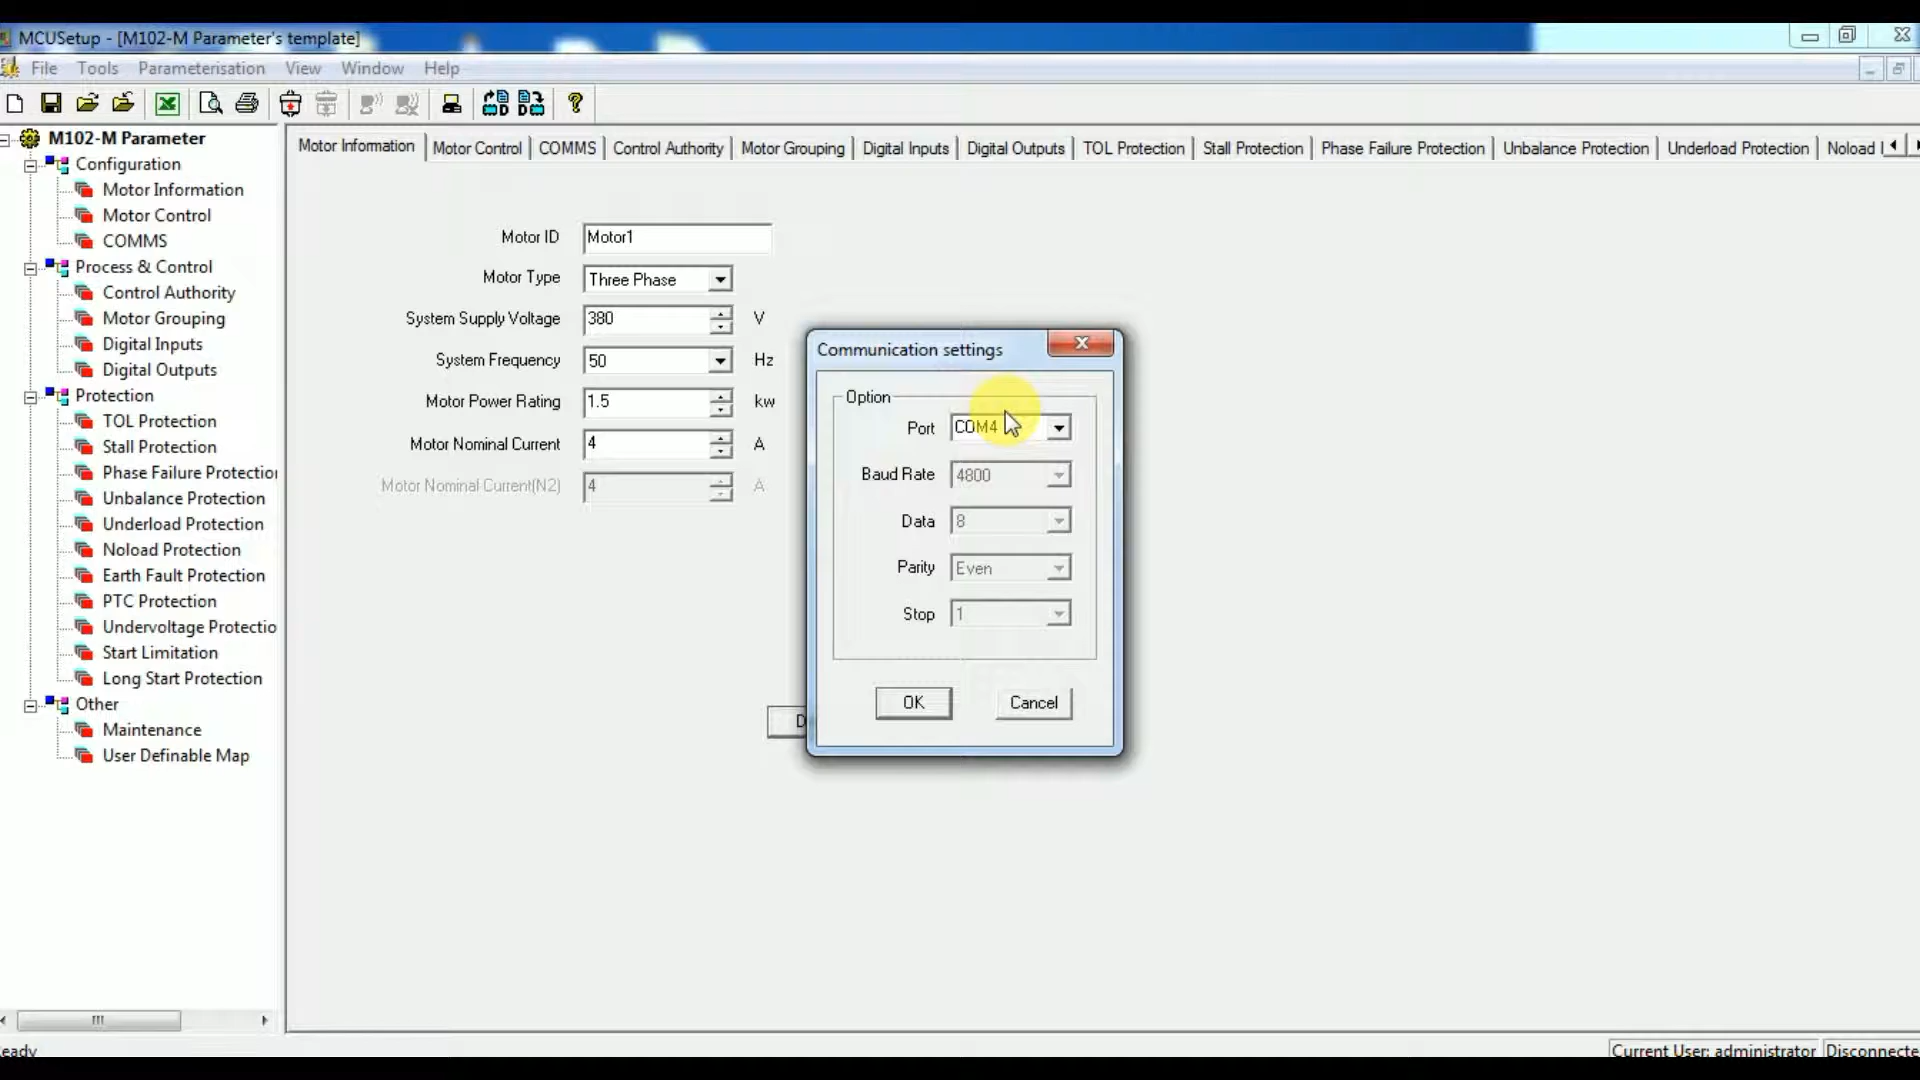 MCUSetup - [M102-M Parameter's template]
File Tools Parameterisation View Window Help
M102-M Parameter
Configuration
Motor Information
Motor Control
COMMS
Process & Control
Control Authority
Motor Grouping
Digital Inputs
Digital Outputs
Protection
TOL Protection
Stall Protection
Phase Failure Protection
Unbalance Protection
Underload Protection
Noload Protection
Earth Fault Protection
PTC Protection
Undervoltage Protectio
Start Limitation
Long Start Protection
Other
Maintenance
User Definable Map
Motor Information Motor Control COMMS Control Authority Motor Grouping Digital Inputs Digital Outputs TOL Protection Stall Protection Phase Failure Protection Unbalance Protection Underload Protection Noload
Motor ID Motor1
Motor Type Three Phase
System Supply Voltage 380 V
System Frequency 50 Hz
Motor Power Rating 1.5 kw
Motor Nominal Current 4 A
Motor Nominal Current(N2) 4 A
D
Communication settings
Option
Port COM4
Baud Rate 4800
Data 8
Parity Even
Stop 1
OK Cancel
eady
Current User: administrator Disconnecte